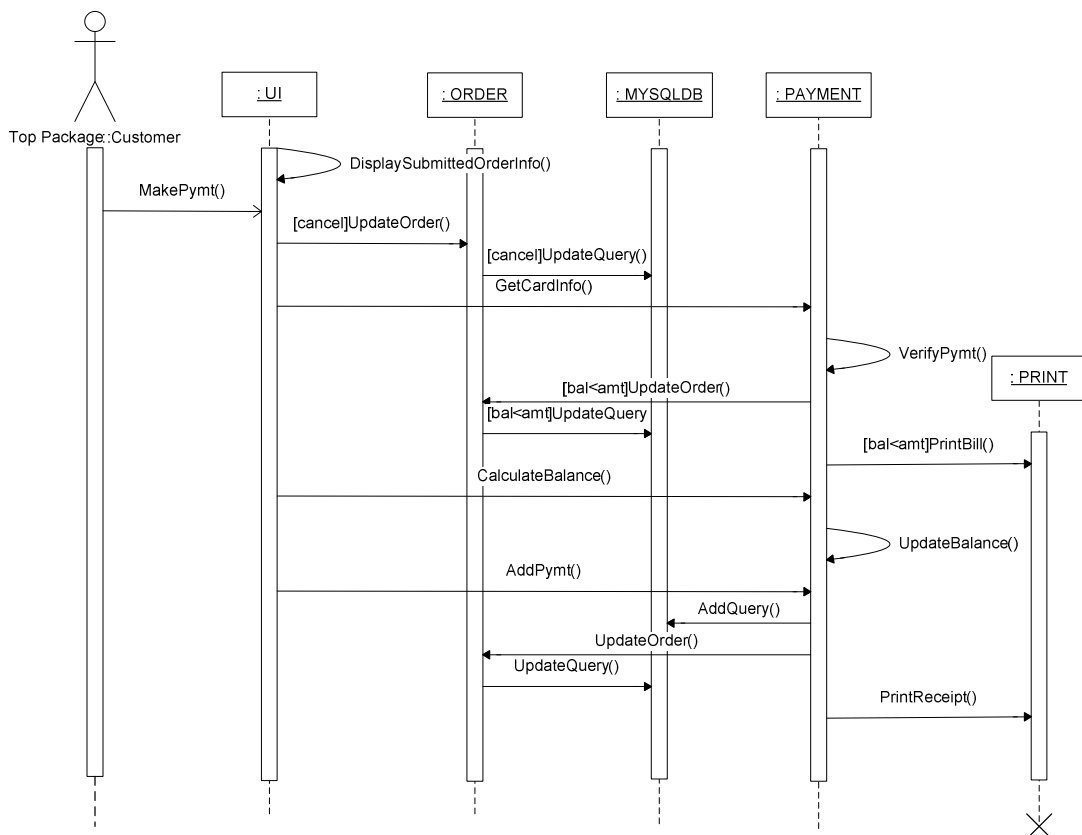 : UI
: ORDER
: MYSQLDB
: PAYMENT
Top Package::Customer
DisplaySubmittedOrderInfo()
MakePymt()
[cancel]UpdateOrder()
[cancel]UpdateQuery()
GetCardInfo()
VerifyPymt()
: PRINT
[bal<amt]UpdateOrder()
[bal<amt]UpdateQuery
[bal<amt]PrintBill()
CalculateBalance()
UpdateBalance()
AddPymt()
AddQuery()
UpdateOrder()
UpdateQuery()
PrintReceipt()